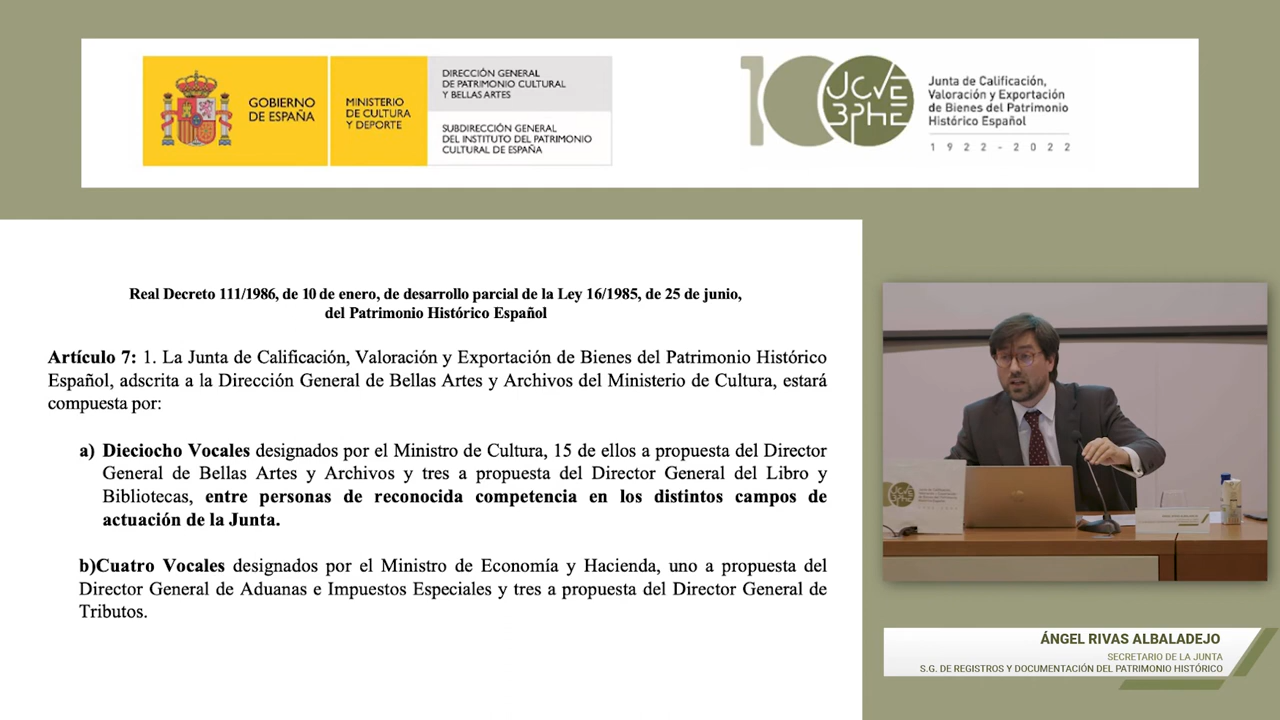 GOBIERNO
DE ESPAÑA
MINISTERIO
DE CULTURA
Y DEPORTE
DIRECCIÓN GENERAL
DE PATRIMONIO CULTURAL
Y BELLAS ARTES
SUBDIRECCIÓN GENERAL
DEL INSTITUTO DEL PATRIMONIO
CULTURAL DE ESPAÑA
100
JCVE
BPHE
Junta de Calificación,
Valoración y Exportación
de Bienes del Patrimonio
Histórico Español
1922-2022
Real Decreto 111/1986, de 10 de enero, de desarrollo parcial de la Ley 16/1985, de 25 de junio,
del Patrimonio Histórico Español
Artículo 7: 1. La Junta de Calificación, Valoración y Exportación de Bienes del Patrimonio Histórico
Español, adscrita a la Dirección General de Bellas Artes y Archivos del Ministerio de Cultura, estará
compuesta por:
a) Dieciocho Vocales designados por el Ministro de Cultura, 15 de ellos a propuesta del Director
General de Bellas Artes y Archivos y tres a propuesta del Director General del Libro y
Bibliotecas, entre personas de reconocida competencia en los distintos campos de
actuación de la Junta.
b)Cuatro Vocales designados por el Ministro de Economía y Hacienda, uno a propuesta del
Director General de Aduanas e Impuestos Especiales y tres a propuesta del Director General de
Tributos.
ÁNGEL RIVAS ALBALADEJO
SECRETARIO DE LA JUNTA
S.G. DE REGISTROS Y DOCUMENTACIÓN DEL PATRIMONIO HISTÓRICO